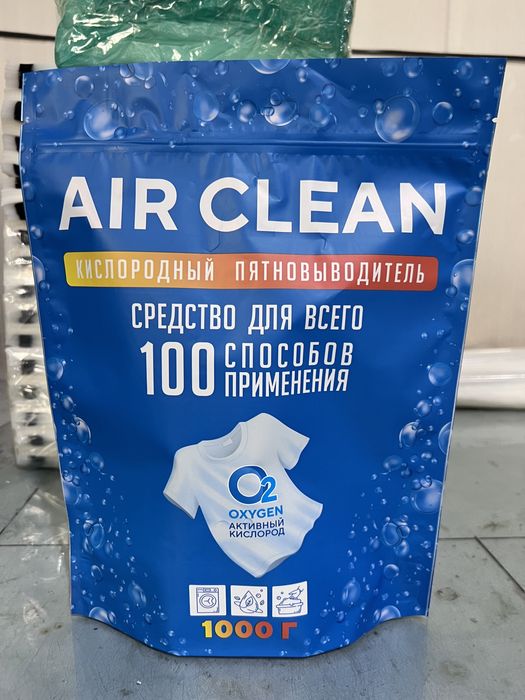 AIR CLEAN
КИСЛОРОДНЫЙ ПЯТНОВЫВОДИТЕЛЬ
СРЕДСТВО ДЛЯ ВСЕГО
100 СПОСОБОВ
ПРИМЕНЕНИЯ
O2
OXYGEN
АКТИВНЫЙ
КИСЛОРОД
1000 Г